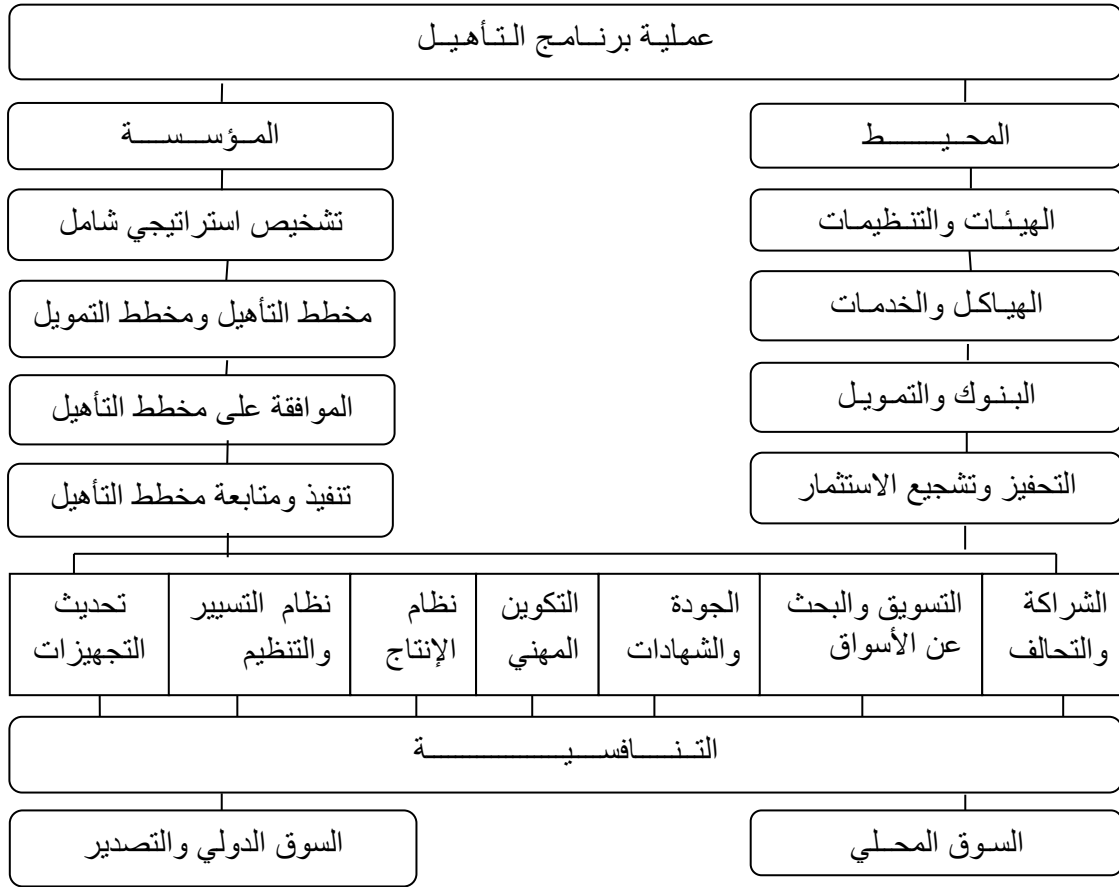 عملية برنامج التأهيل
المحيط
المؤسسة
الهيئات والتنظيمات
تشخيص استراتيجي شامل
الهياكل والخدمات
مخطط التأهيل ومخطط التمويل
البنوك والتمويل
الموافقة على مخطط التأهيل
التحفيز وتشجيع الاستثمار
تنفيذ ومتابعة مخطط التأهيل
الشراكة
والتحالف
التسويق والبحث
عن الأسواق
الجودة
والشهادات
التكوين
المهني
نظام
الإنتاج
نظام التسيير
والتنظيم
تحديث
التجهيزات
التنافسية
السوق المحلي
السوق الدولي والتصدير